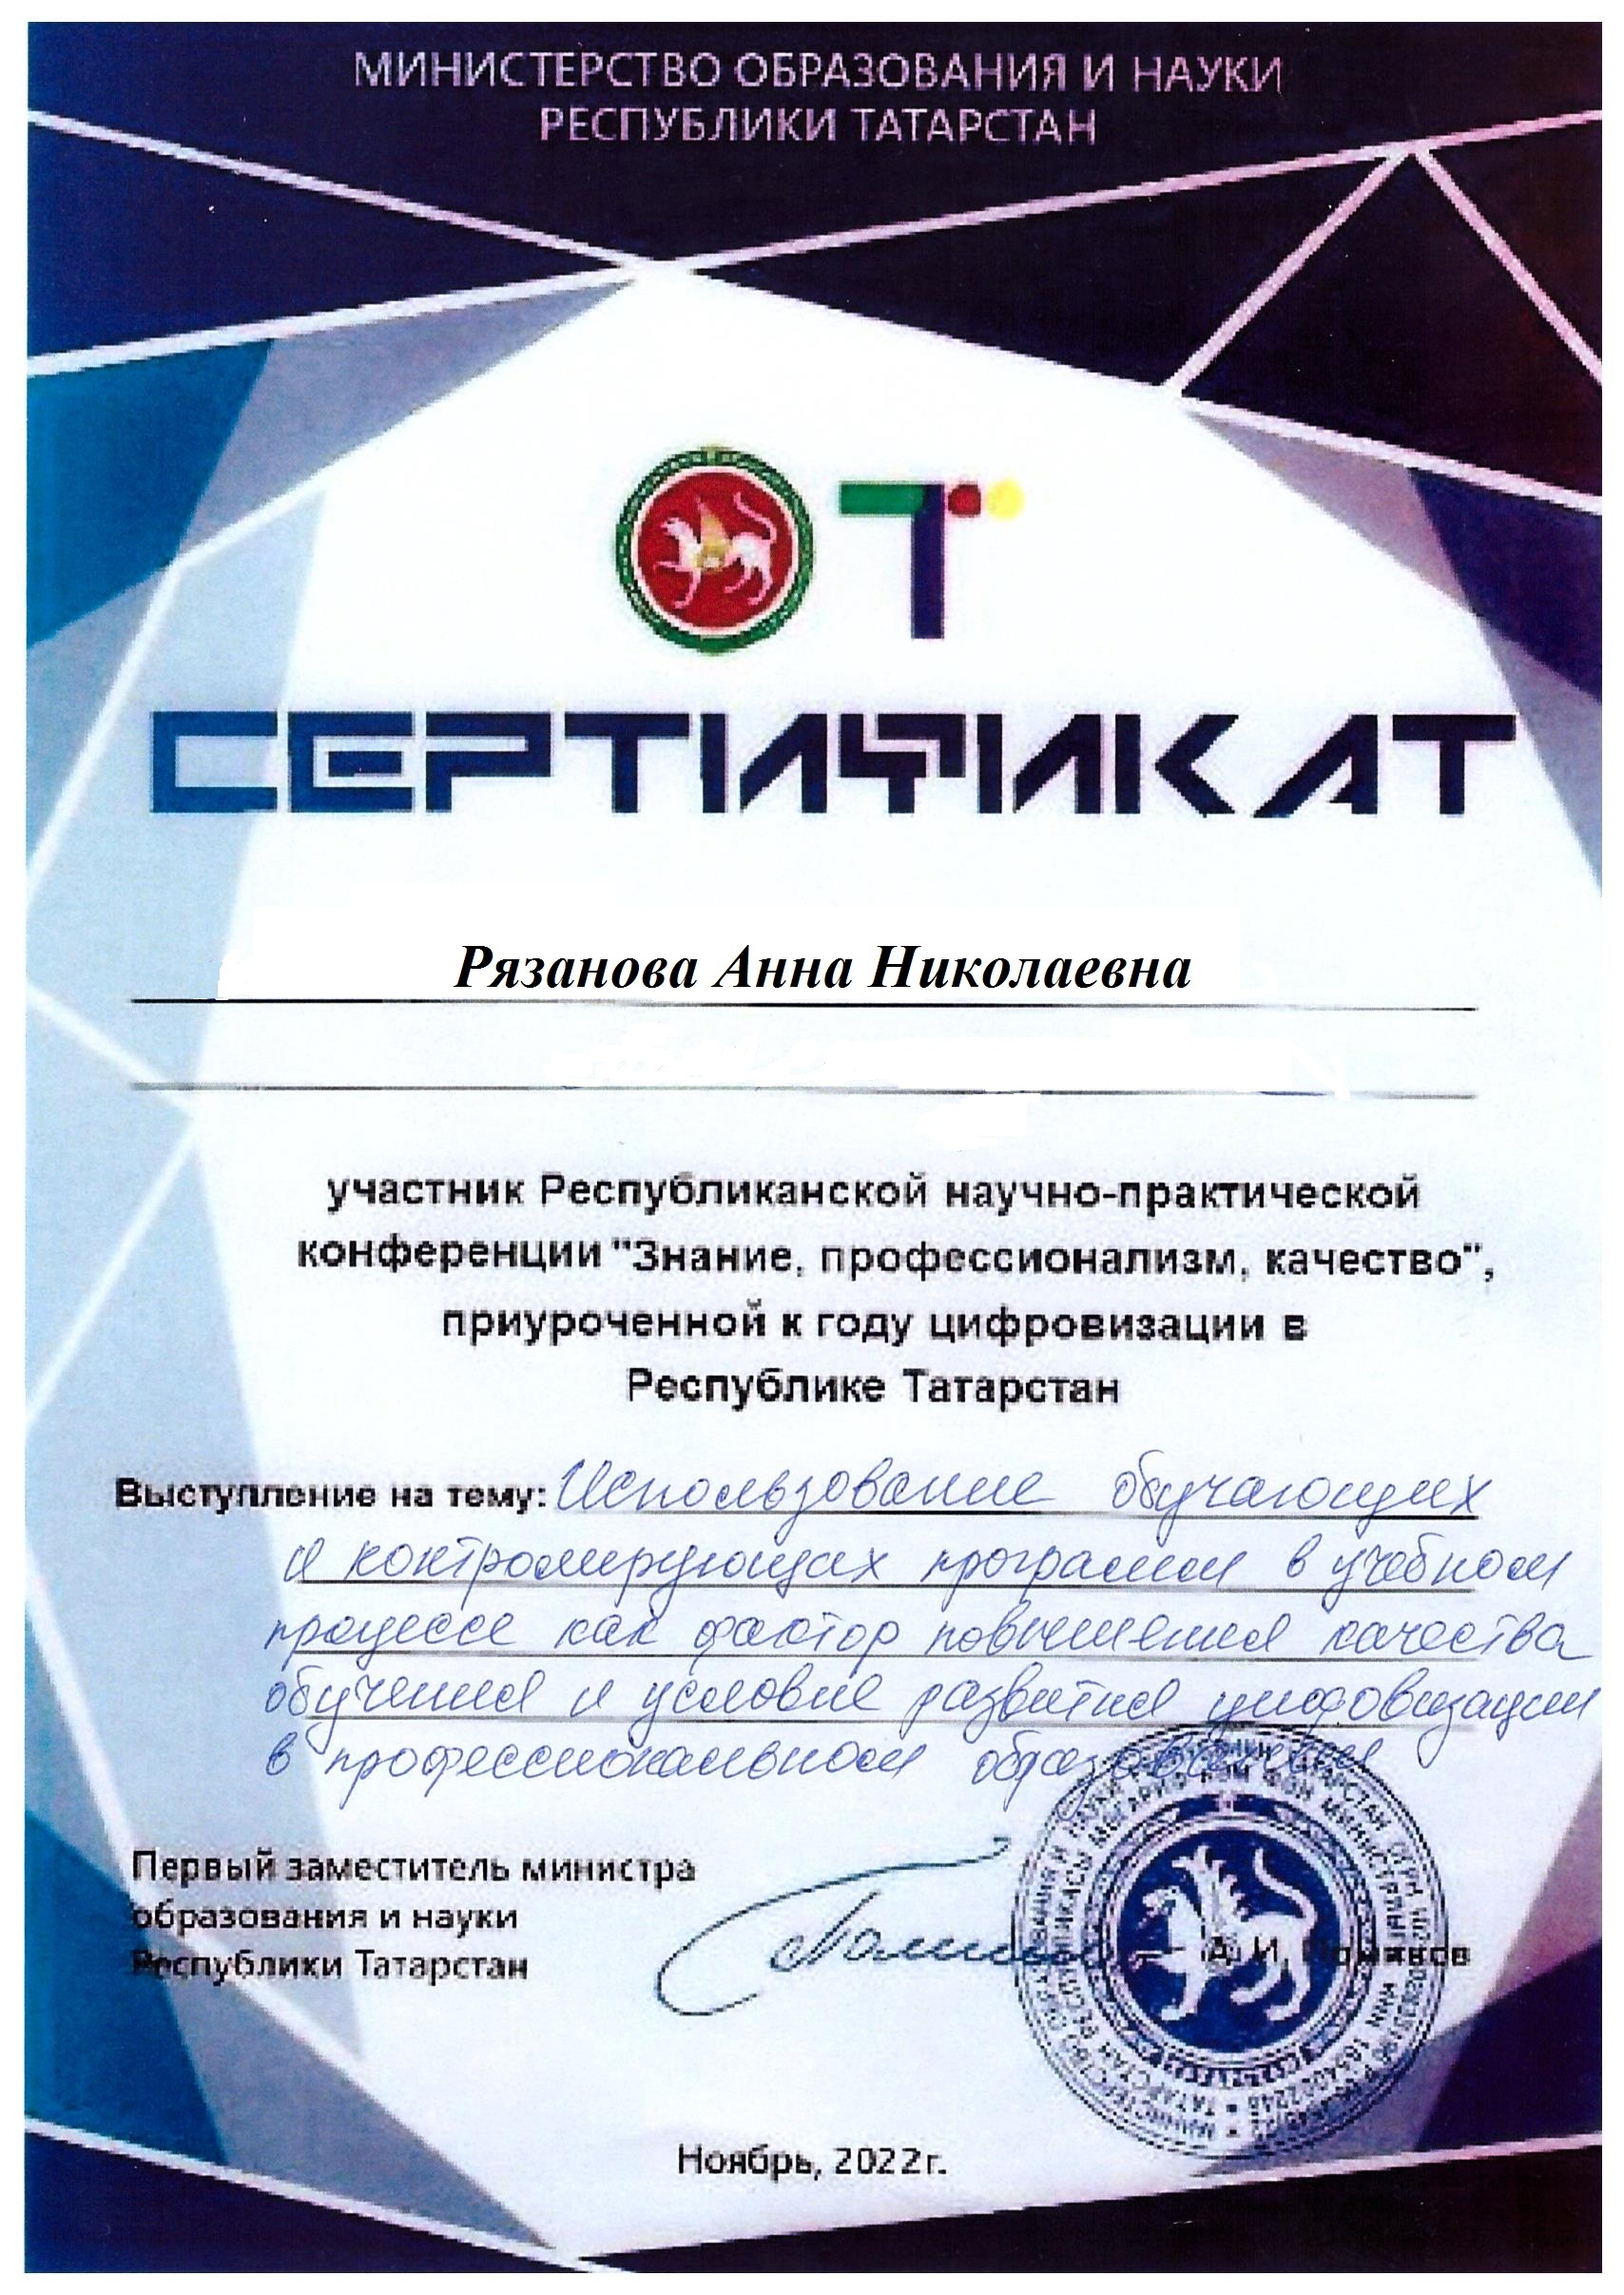 МИНИСТЕРСТВО ОБРАЗОВАНИЯ И НАУКИ
РЕСПУБЛИКИ ТАТАРСТАН
СЕРТИФИКАТ
Рязанова Анна Николаевна
участник Республиканской научно-практической
конференции "Знание, профессионализм, качество",
приуроченной к году цифровизации в
Республике Татарстан
Выступление на тему: Использование обучающих
и контролирующих программ в учебном
процессе как фактор повышения качества
обучения и условие развития цифровизации
в профессиональном образовании
Первый заместитель министра
образования и науки
Республики Татарстан
А.И. Поминов
Ноябрь, 2022г.